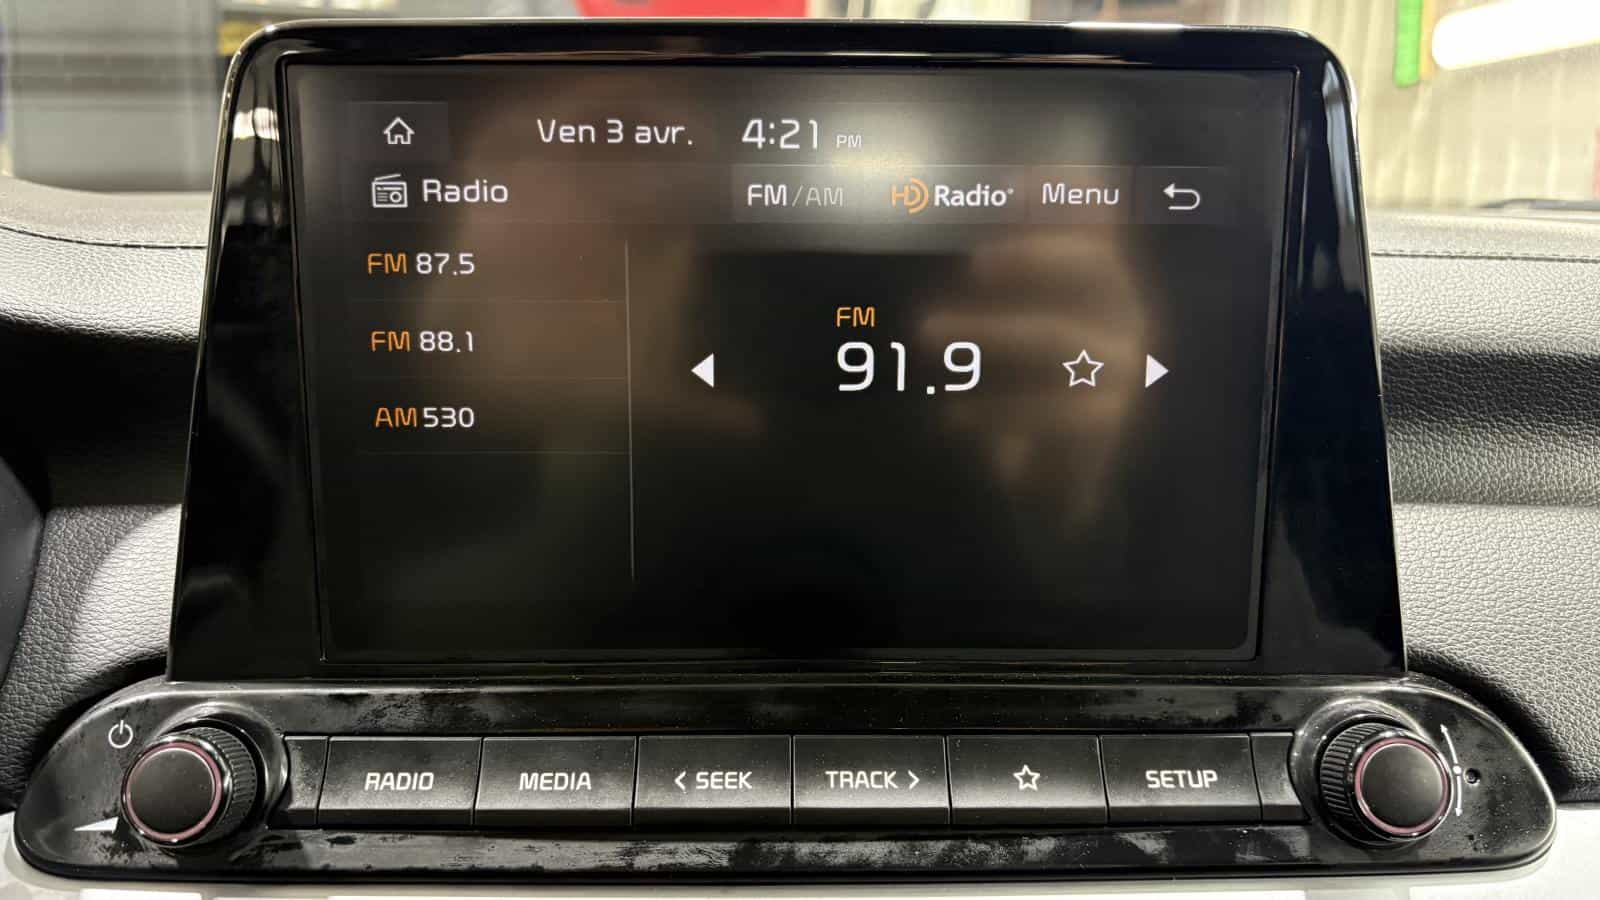 Ven 3 avr. 4:21 PM
Radio FM/AM HD Radio® Menu
FM 87.5
FM 88.1
AM 530
FM
91.9
RADIO MEDIA < SEEK TRACK > SETUP